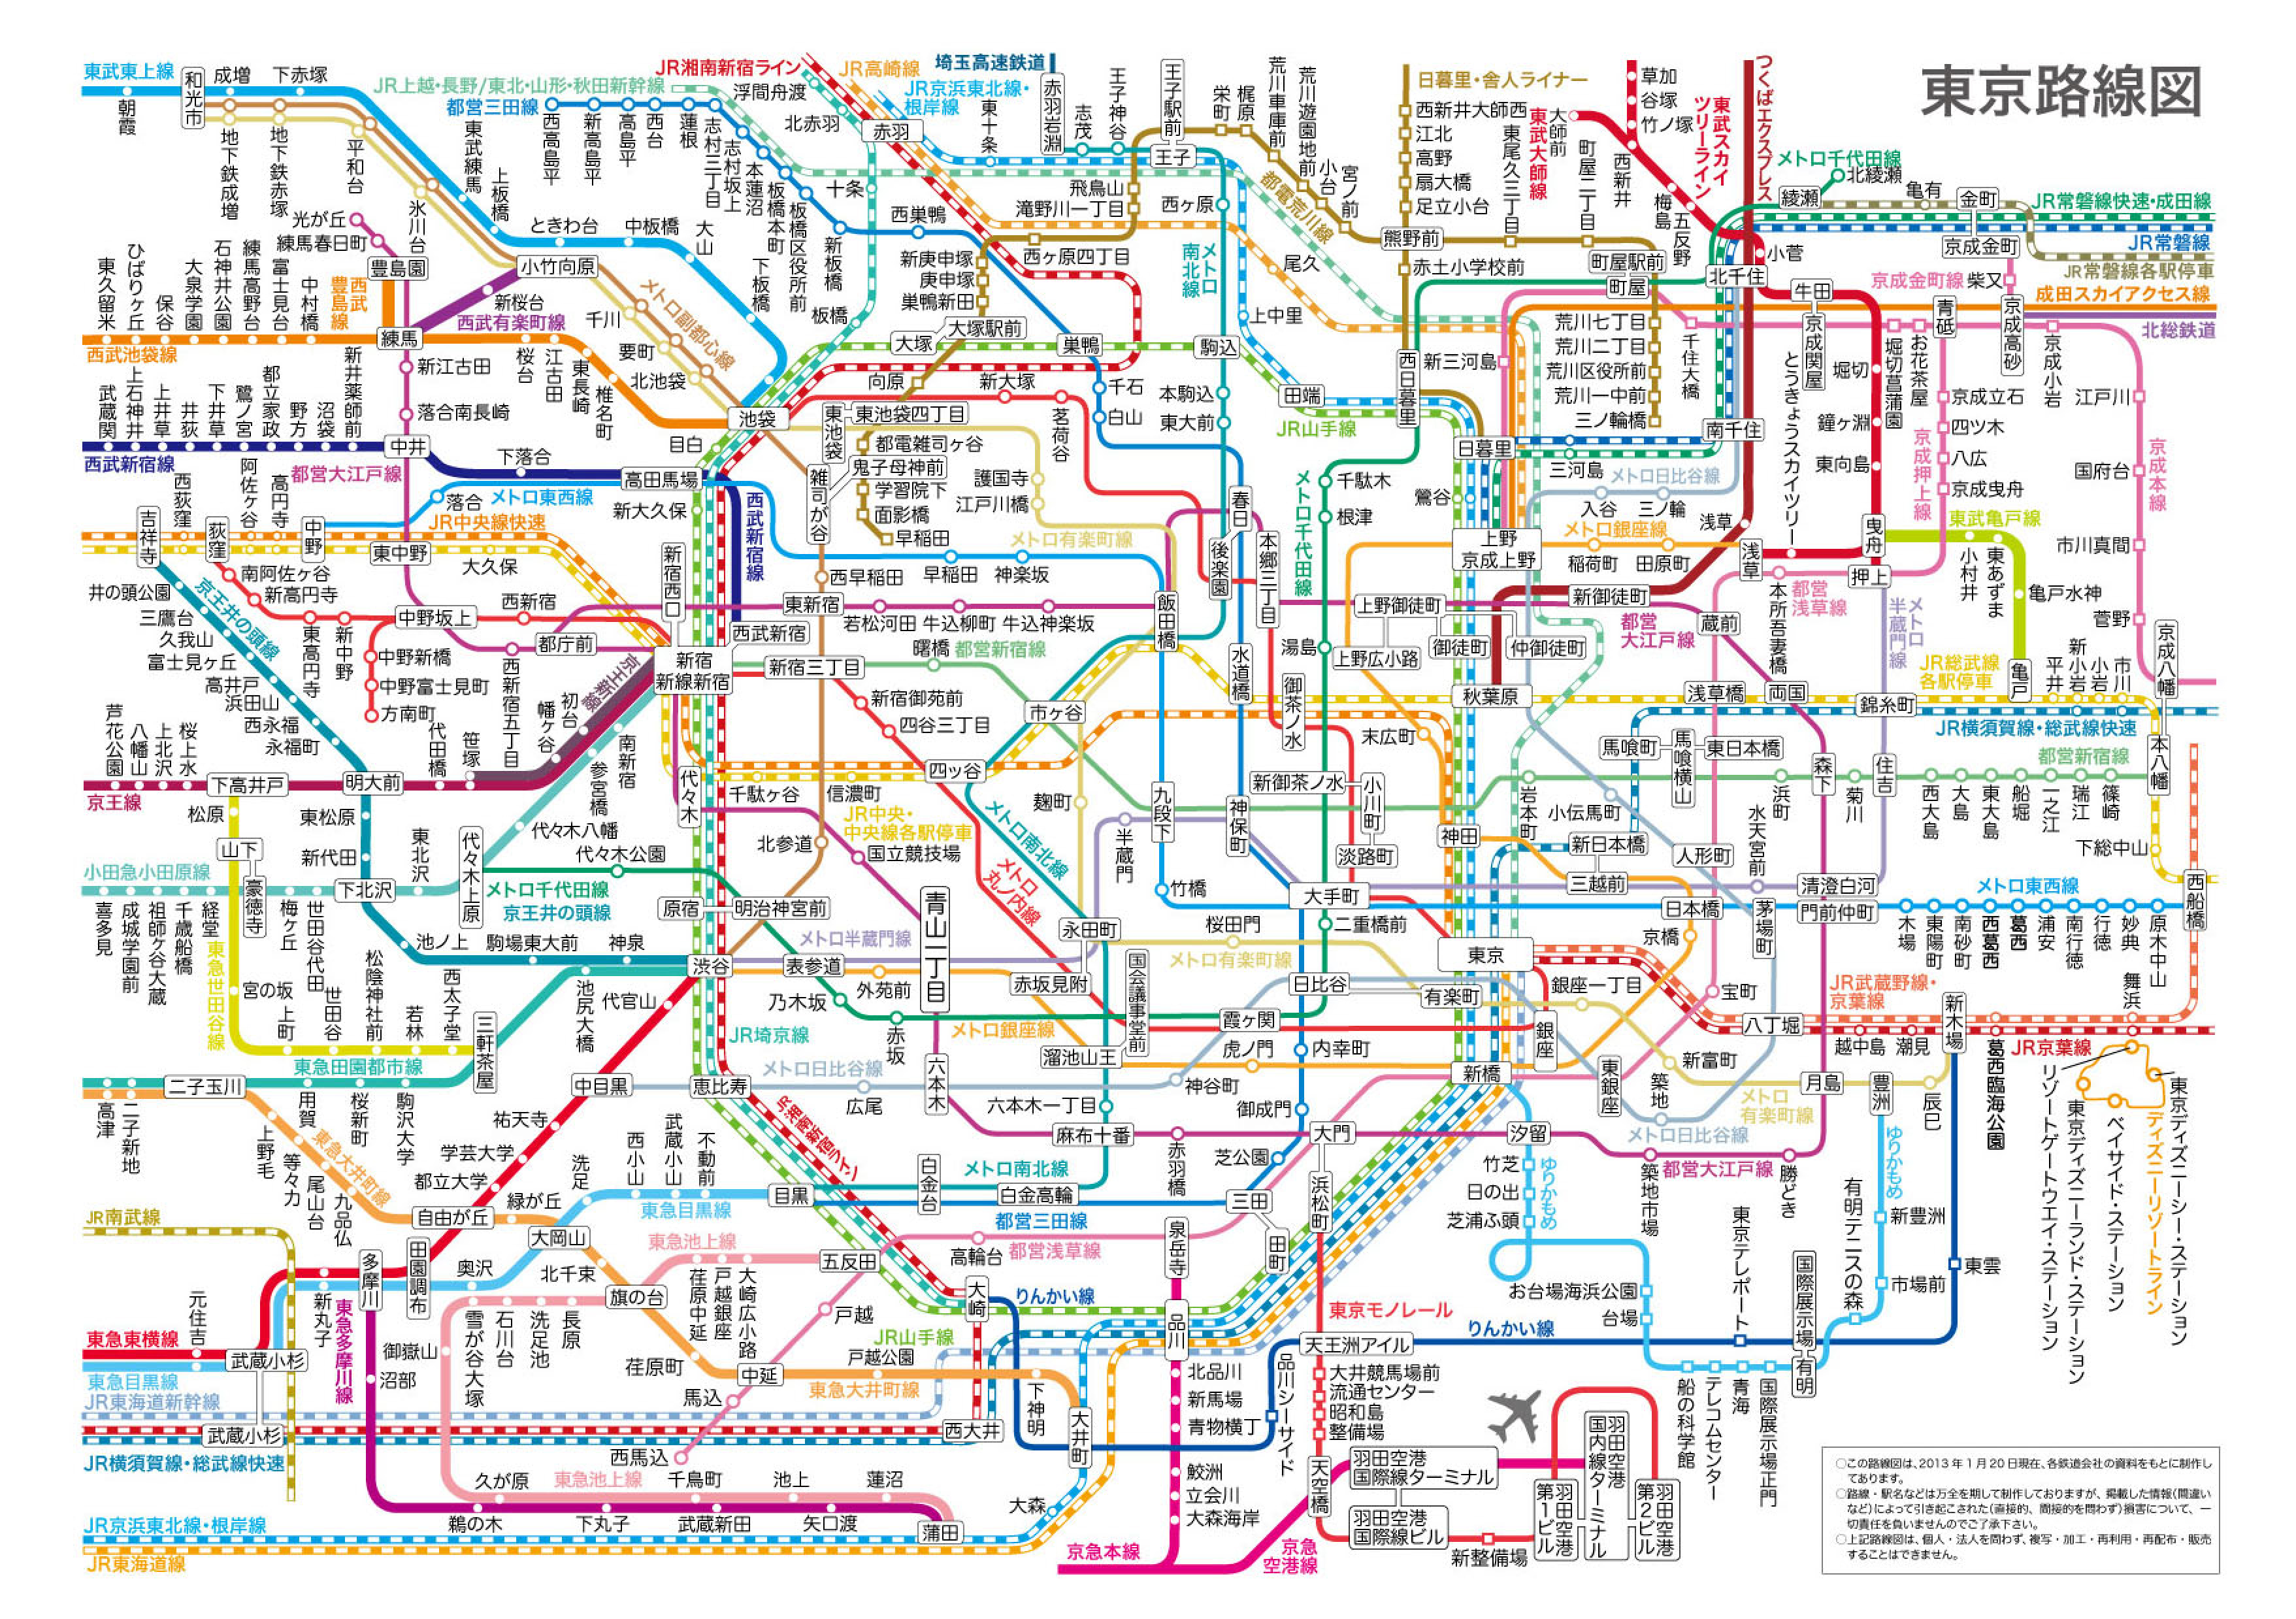 東京路線図
東武東上線
和光市
成増
下赤塚
朝霞
地下鉄成増
地下鉄赤塚
平和台
氷川台
東武練馬
上板橋
ときわ台
中板橋
大山
下板橋
JR上越・長野/東北・山形・秋田新幹線
都営三田線
西高島平
新高島平
高島平
西台
蓮根
志村三丁目
志村坂上
本蓮沼
板橋本町
板橋区役所前
新板橋
板橋
JR湘南新宿ライン
浮間舟渡
北赤羽
赤羽
十条
JR高崎線
埼玉高速鉄道
JR京浜東北線・
根岸線
東十条
赤羽岩淵
志茂
王子神谷
王子駅前
王子
飛鳥山
滝野川一丁目
西ヶ原
西巣鴨
新庚申塚
庚申塚
巣鴨新田
西ヶ原四丁目
大塚駅前
大塚
巣鴨
駒込
メトロ
南北線
上中里
尾久
栄町
梶原
荒川車庫前
荒川遊園地前
小台
宮ノ前
都電荒川線
熊野前
日暮里・舎人ライナー
西新井大師西
江北
高野
扇大橋
足立小台
赤土小学校前
東尾久三丁目
町屋二丁目
町屋駅前
町屋
東武大師線
大師前
西新井
草加
谷塚
竹ノ塚
東武スカイ
ツリーライン
梅島
五反野
小菅
つくばエクスプレス
メトロ千代田線
北綾瀬
綾瀬
亀有
金町
京成金町
JR常磐線快速・成田線
JR常磐線
JR常磐線各駅停車
成田スカイアクセス線
北総鉄道
京成金町線
柴又
北千住
牛田
京成関屋
堀切菖蒲園
お花茶屋
青砥
京成高砂
京成小岩
江戸川
国府台
市川真間
菅野
京成八幡
京成本線
京成立石
四ツ木
八広
京成曳舟
京成押上線
とうきょうスカイツリー
堀切
鐘ヶ淵
東向島
曳舟
押上
東武亀戸線
小村井
東あずま
亀戸水神
亀戸
荒川七丁目
荒川二丁目
荒川区役所前
荒川一中前
三ノ輪橋
千住大橋
新三河島
南千住
三河島
メトロ日比谷線
入谷
三ノ輪
光が丘
練馬春日町
豊島園
西武
豊島線
東久留米
ひばりヶ丘
保谷
大泉学園
石神井公園
練馬高野台
富士見台
中村橋
練馬
西武池袋線
小竹向原
新桜台
西武有楽町線
メトロ副都心線
千川
要町
北池袋
新江古田
落合南長崎
桜台
江古田
東長崎
椎名町
池袋
武蔵関
上石神井
上井草
井荻
下井草
鷺ノ宮
都立家政
野方
沼袋
新井薬師前
中井
西武新宿線
都営大江戸線
下落合
目白
高田馬場
落合
メトロ東西線
新大久保
西武新宿線
向原
新大塚
東池袋
東池袋四丁目
都電雑司ヶ谷
鬼子母神前
雑司が谷
学習院下
面影橋
早稲田
護国寺
江戸川橋
茗荷谷
千石
白山
本駒込
東大前
田端
JR山手線
西日暮里
日暮里
千駄木
根津
メトロ千代田線
鶯谷
上野
京成上野
メトロ銀座線
稲荷町
田原町
浅草
浅草
本所吾妻橋
都営
浅草線
メトロ
半蔵門線
メトロ有楽町線
春日
後楽園
本郷三丁目
吉祥寺
西荻窪
荻窪
阿佐ヶ谷
高円寺
中野
JR中央線快速
東中野
大久保
南阿佐ヶ谷
新高円寺
東高円寺
新中野
中野坂上
西新宿
中野新橋
中野富士見町
方南町
都庁前
西新宿五丁目
新宿西口
西武新宿
新宿
新線新宿
西早稲田
早稲田
神楽坂
東新宿
若松河田
牛込柳町
牛込神楽坂
飯田橋
曙橋
都営新宿線
新宿三丁目
新宿御苑前
四谷三丁目
市ヶ谷
水道橋
湯島
上野御徒町
上野広小路
御徒町
仲御徒町
新御徒町
都営
大江戸線
蔵前
井の頭公園
三鷹台
久我山
富士見ヶ丘
高井戸
浜田山
西永福
永福町
京王井の頭線
芦花公園
八幡山
上北沢
桜上水
下高井戸
明大前
京王線
代田橋
笹塚
幡ヶ谷
初台
京王新線
南新宿
参宮橋
代々木
千駄ヶ谷
信濃町
JR中央・
中央線各駅停車
四ッ谷
御茶ノ水
末広町
秋葉原
浅草橋
両国
錦糸町
JR総武線
各駅停車
平井
新小岩
小岩
市川
JR横須賀線・総武線快速
都営新宿線
本八幡
馬喰町
馬喰横山
東日本橋
森下
住吉
浜町
菊川
西大島
大島
東大島
船堀
一之江
瑞江
篠崎
下総中山
西船橋
松原
山下
豪徳寺
東松原
新代田
下北沢
東北沢
代々木上原
代々木八幡
代々木公園
メトロ千代田線
京王井の頭線
小田急小田原線
喜多見
成城学園前
祖師ヶ谷大蔵
千歳船橋
経堂
梅ヶ丘
世田谷代田
池ノ上
駒場東大前
神泉
渋谷
原宿
明治神宮前
北参道
国立競技場
麹町
メトロ南北線
メトロ
丸ノ内線
半蔵門
九段下
神保町
新御茶ノ水
小川町
淡路町
神田
岩本町
小伝馬町
新日本橋
三越前
人形町
水天宮前
清澄白河
門前仲町
メトロ東西線
木場
東陽町
南砂町
西葛西
葛西
浦安
南行徳
行徳
妙典
原木中山
竹橋
大手町
日本橋
茅場町
京橋
東京
二重橋前
桜田門
永田町
メトロ有楽町線
青山一丁目
メトロ半蔵門線
表参道
外苑前
乃木坂
赤坂
赤坂見附
国会議事堂前
溜池山王
メトロ銀座線
霞ヶ関
日比谷
有楽町
銀座
銀座一丁目
宝町
八丁堀
JR武蔵野線・
京葉線
新木場
舞浜
越中島
潮見
葛西臨海公園
JR京葉線
東急世田谷線
宮の坂
上町
世田谷
松陰神社前
若林
西太子堂
三軒茶屋
池尻大橋
代官山
JR埼京線
東急田園都市線
二子玉川
高津
二子新地
用賀
桜新町
駒沢大学
中目黒
恵比寿
メトロ日比谷線
広尾
六本木
神谷町
虎ノ門
内幸町
新橋
東銀座
築地
新富町
月島
豊洲
辰巳
メトロ
有楽町線
メトロ日比谷線
六本木一丁目
麻布十番
御成門
大門
汐留
芝公園
赤羽橋
都営大江戸線
築地市場
勝どき
上野毛
等々力
尾山台
九品仏
東急大井町線
祐天寺
学芸大学
都立大学
自由が丘
緑が丘
大岡山
洗足
西小山
武蔵小山
不動前
目黒
東急目黒線
JR湘南新宿ライン
白金台
白金高輪
メトロ南北線
都営三田線
三田
田町
浜松町
泉岳寺
高輪台
都営浅草線
五反田
竹芝
日の出
芝浦ふ頭
ゆりかもめ
お台場海浜公園
台場
船の科学館
テレコムセンター
青海
国際展示場正門
東京テレポート
国際展示場
有明
有明テニスの森
市場前
新豊洲
ゆりかもめ
東雲
りんかい線
JR南武線
田園調布
多摩川
奥沢
北千束
旗の台
東急池上線
荏原中延
戸越銀座
大崎広小路
大崎
りんかい線
戸越
JR山手線
戸越公園
中延
荏原町
馬込
西馬込
東急大井町線
下神明
大井町
西大井
品川
北品川
新馬場
青物横丁
鮫洲
立会川
大森海岸
品川シーサイド
天王洲アイル
東京モノレール
大井競馬場前
流通センター
昭和島
整備場
天空橋
羽田空港
国際線ターミナル
羽田空港
国際線ビル
新整備場
羽田空港
第1ビル
羽田空港
国内線ターミナル
羽田空港
第2ビル
京急本線
京急
空港線
元住吉
新丸子
東急東横線
東急目黒線
武蔵小杉
武蔵小杉
JR東海道新幹線
JR横須賀線・総武線快速
東急多摩川線
沼部
御嶽山
雪が谷大塚
石川台
洗足池
長原
久が原
東急池上線
千鳥町
池上
蓮沼
鵜の木
下丸子
武蔵新田
矢口渡
蒲田
大森
JR京浜東北線・根岸線
JR東海道線
リゾートゲートウエイ・ステーション
東京ディズニーランド・ステーション
ベイサイド・ステーション
東京ディズニーシー・ステーション
ディズニーリゾートライン
○この路線図は、2013年1月20日現在、各鉄道会社の資料をもとに制作し
てあります。
○路線・駅名などは万全を期して制作しておりますが、掲載した情報(間違い
など)によって引き起こされた(直接的、間接的を問わず)損害について、一
切責任を負いませんのでご了承下さい。
○上記路線図は、個人・法人を問わず、複写・加工・再利用・再配布・販売
することはできません。